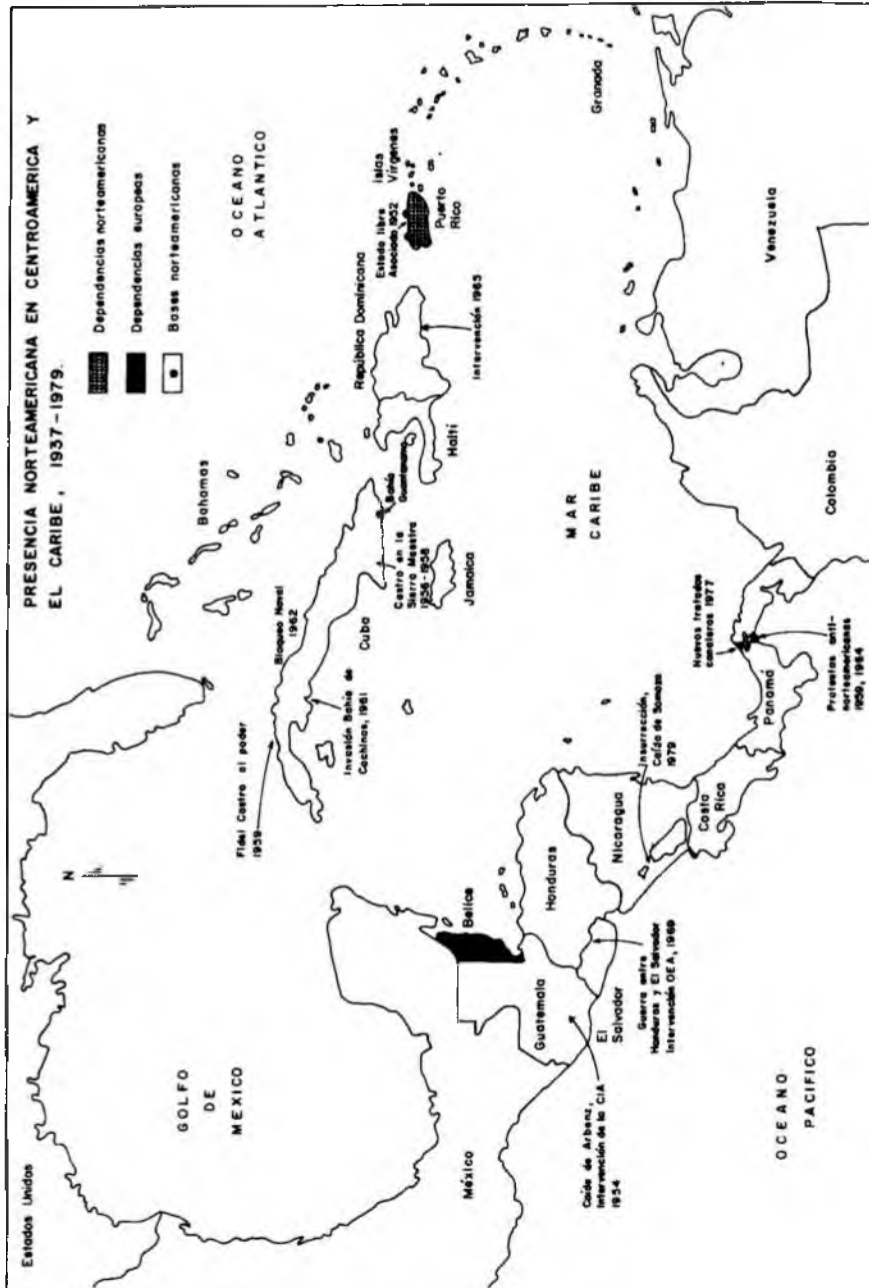 PRESENCIA NORTEAMERICANA EN CENTROAMERICA Y
EL CARIBE, 1937-1979.
Dependencias norteamericanas
Dependencias europeas
Bases norteamericanas
Estados Unidos
N
GOLFO
DE
MEXICO
OCEANO
ATLANTICO
Bahamas
Fidel Castro al poder
1959
Bloqueo Naval
1962
Cuba
Invasión Bahía de
Cochinos, 1961
Castro en la
Sierra Maestra
1956-1958
Bahía
Guantanamo
Jamaica
Haití
República Dominicana
Intervención 1965
Estado libre
Asociado 1952
Puerto
Rico
Islas
Vírgenes
Granada
México
Belice
Guatemala
Honduras
El
Salvador
Nicaragua
Costa
Rica
Panamá
Caída de Arbenz,
Intervención de la CIA,
1954
Guerra entre
Honduras y El Salvador
Intervención OEA, 1969
Insurrección,
Caída de Somoza
1979
Nuevos tratados
canaleros 1977
Protestas anti-
norteamericanas
1959, 1964
MAR
CARIBE
Colombia
Venezuela
OCEANO
PACIFICO